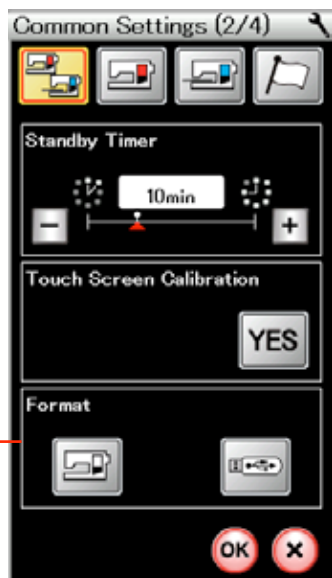 Common Settings (2/4)
Standby Timer
10min
− +
Touch Screen Calibration
YES
Format
OK ×